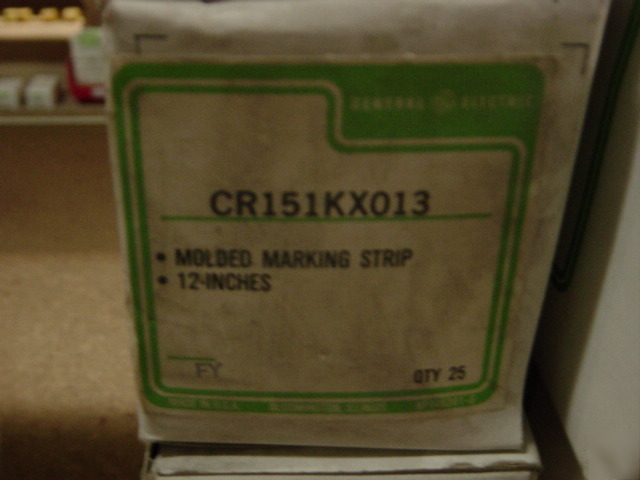 GENERAL ELECTRIC
CR151KX013
• MOLDED MARKING STRIP
• 12-INCHES
FY
QTY 25